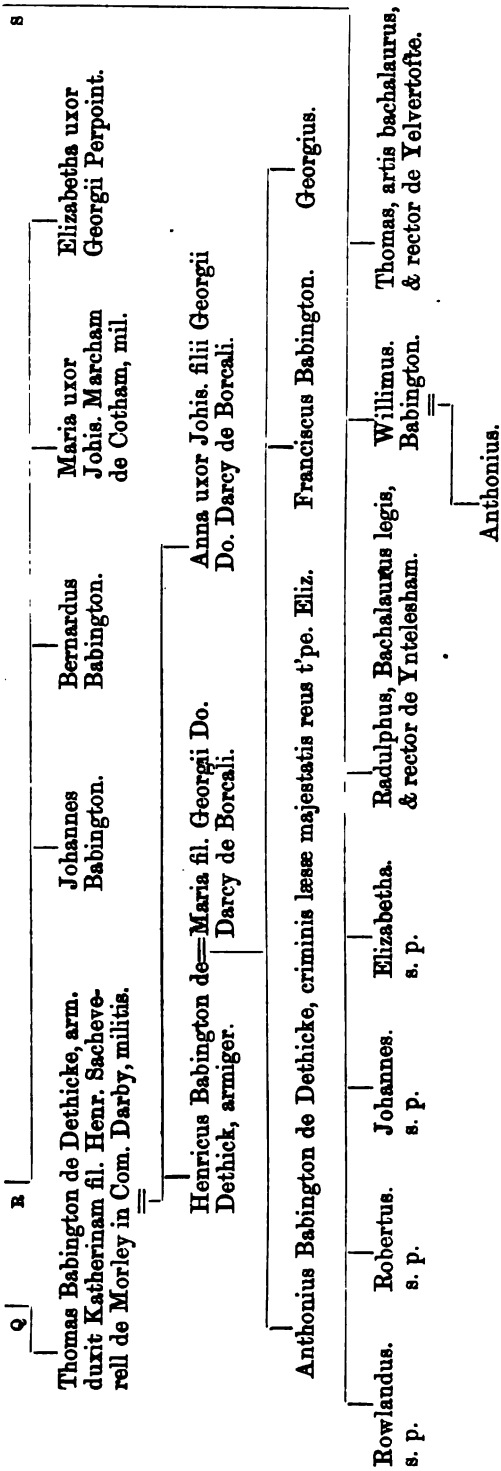 Q
R
S
Thomas Babington de Dethicke, arm.
duxit Katherinam fil. Henr. Sacheve-
rell de Morley in Com. Darby, militis.
Johannes
Babington.
Bernardus
Babington.
Maria uxor
Johis. Marcham
de Cotham, mil.
Elizabetha uxor
Georgii Perpoint.
Henricus Babington de=Maria fil. Georgii Do.
Dethick, armiger.
Darcy de Borcali.
Anna uxor Johis. filii Georgii
Do. Darcy de Borcali.
Anthonius Babington de Dethicke, criminis læsæ majestatis reus t'pe. Eliz.
Franciscus Babington.
Georgius.
Rowlandus.
s. p.
Robertus.
s. p.
Johannes.
s. p.
Elizabetha.
s. p.
Radulphus, Bachalaurus legis,
& rector de Yntelesham.
Willimus.
Babington.
Thomas, artis bachalaurus,
& rector de Yelvertofte.
Anthonius.